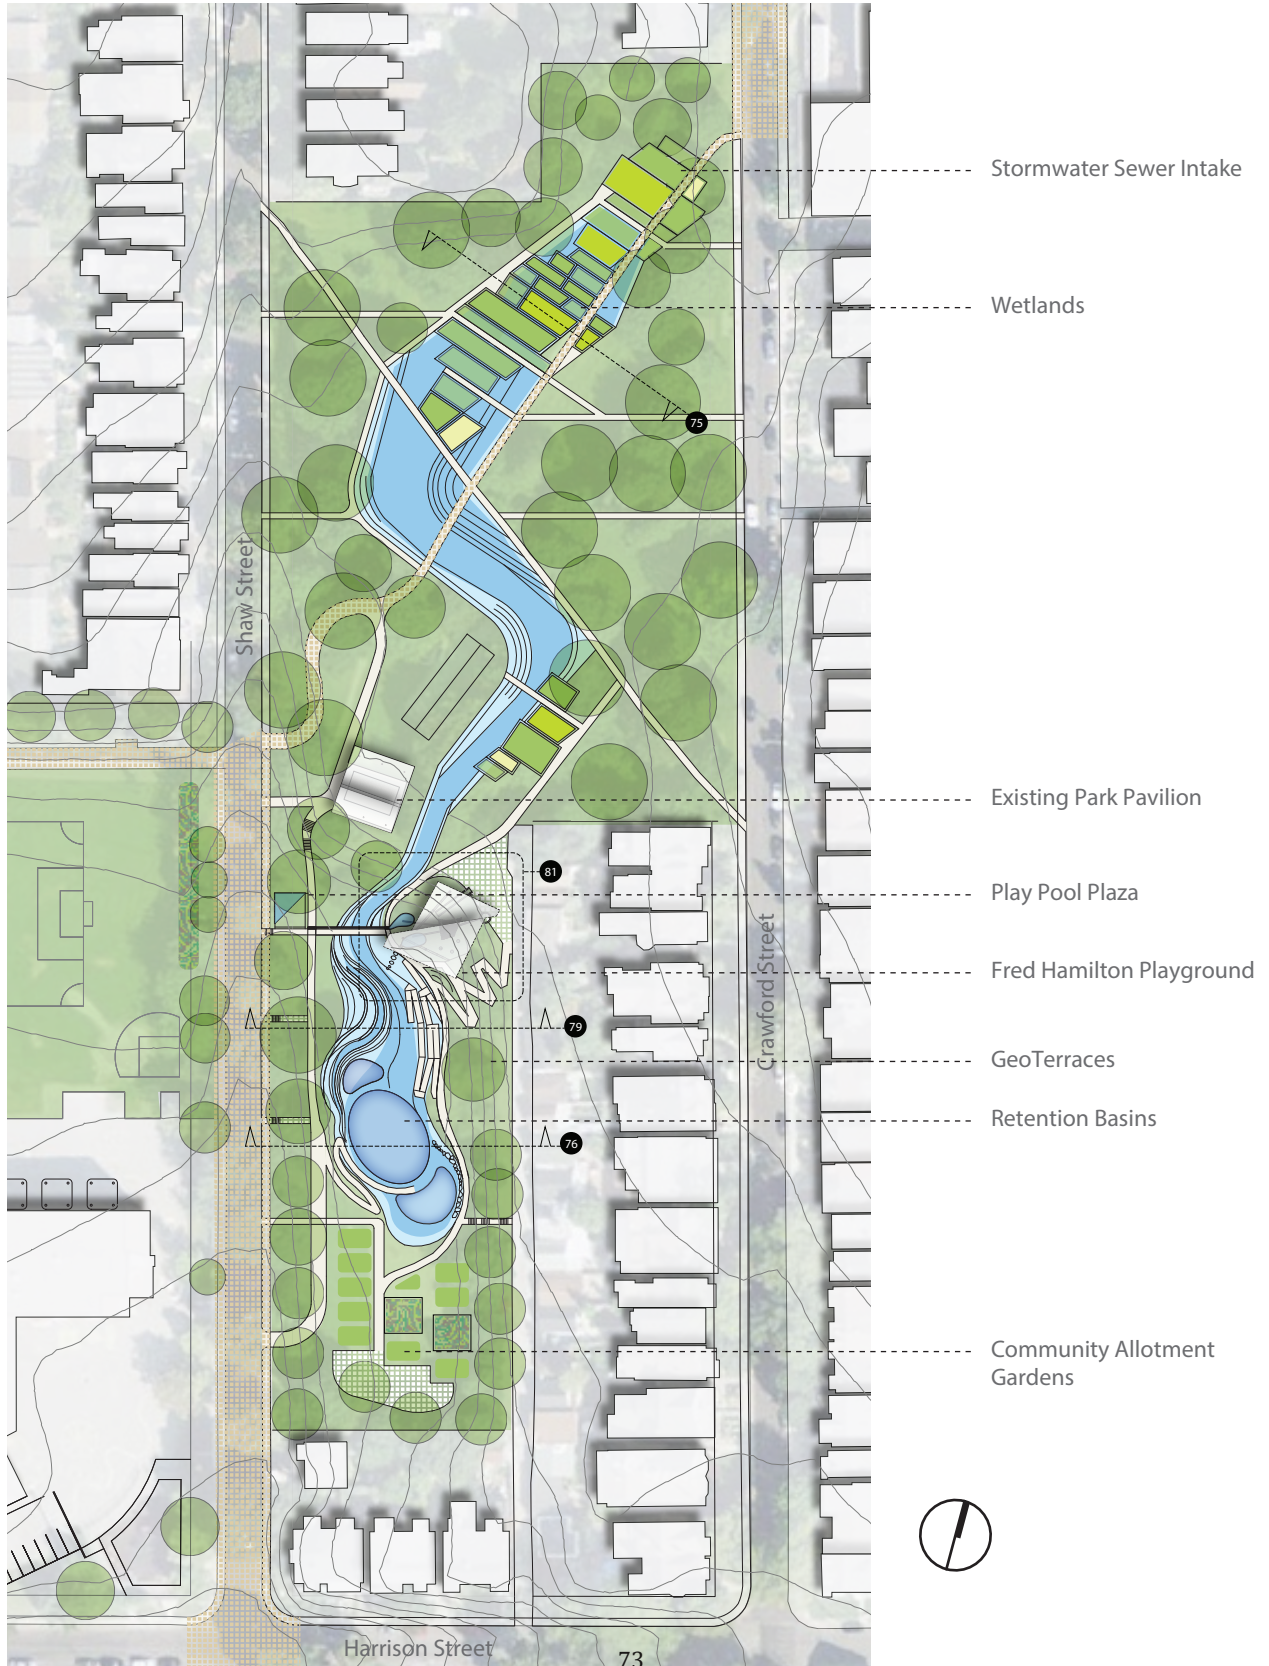 Stormwater Sewer Intake
Wetlands
75
Shaw Street
Existing Park Pavilion
81
Play Pool Plaza
Crawford Street
Fred Hamilton Playground
79
GeoTerraces
Retention Basins
76
Community Allotment
Gardens
Harrison Street
73